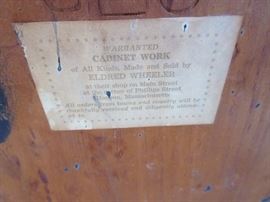 WARRANTED
CABINET WORK
of All Kinds, Made and Sold by
ELDRED WHEELER
at their shop on Main Street
at the corner of Phillips Street
Massachusetts
All orders from town and country will be
thankfully received and diligently attend-
ed to.